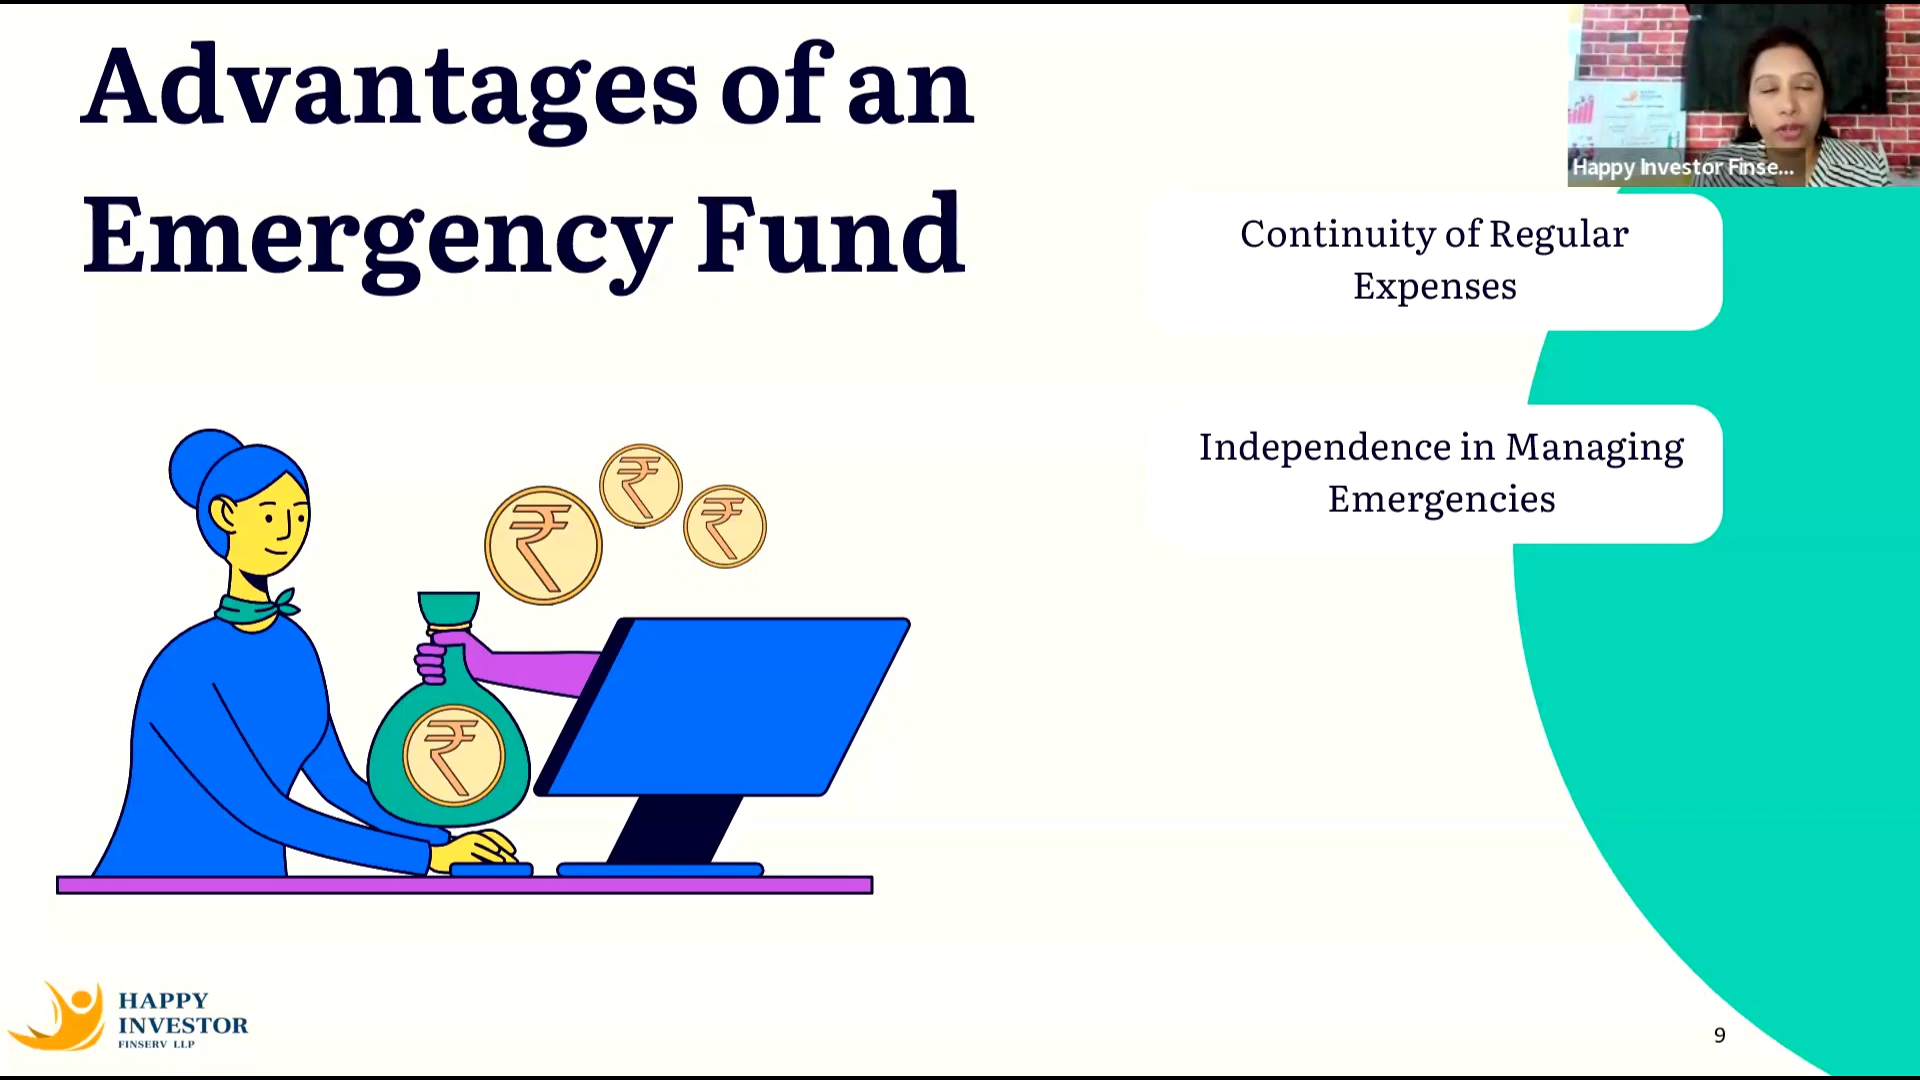 Advantages of an
Emergency Fund
Happy Investor Finse...
Continuity of Regular
Expenses
Independence in Managing
Emergencies
₹
₹
₹
₹
HAPPY
INVESTOR
FINSERV LLP
9